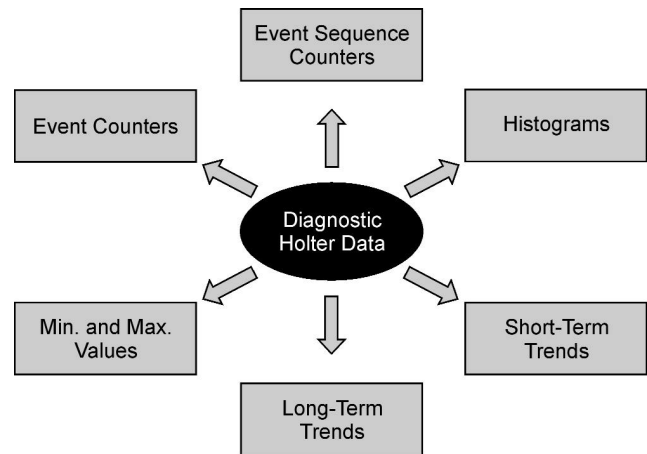 Event Sequence
Counters
Event Counters
Histograms
Diagnostic
Holter Data
Min. and Max.
Values
Short-Term
Trends
Long-Term
Trends